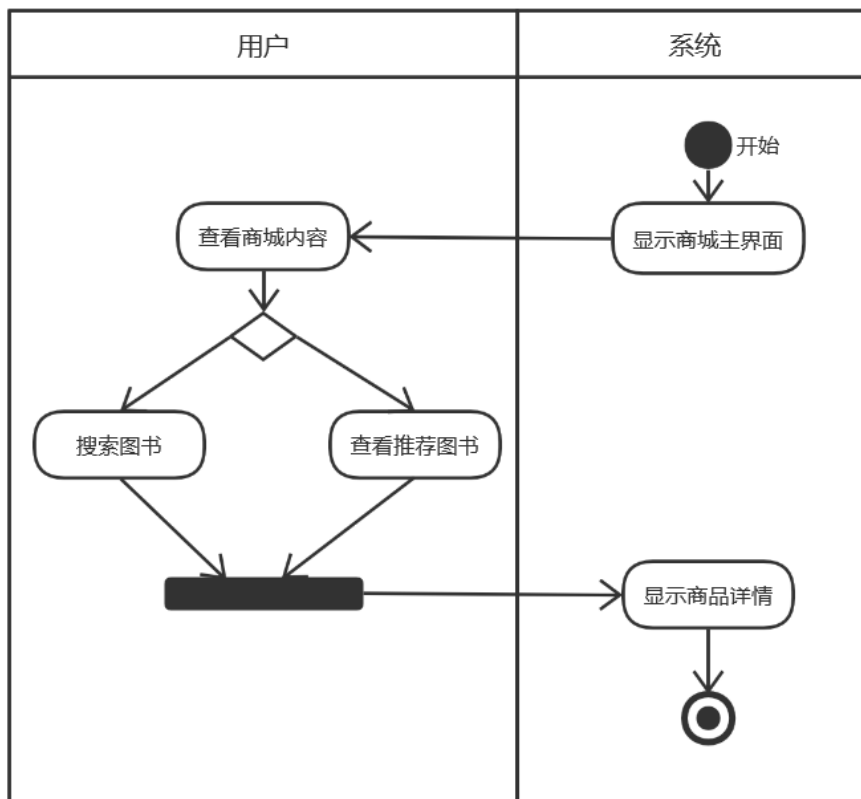 用户
系统
开始
查看商城内容
显示商城主界面
搜索图书
查看推荐图书
显示商品详情